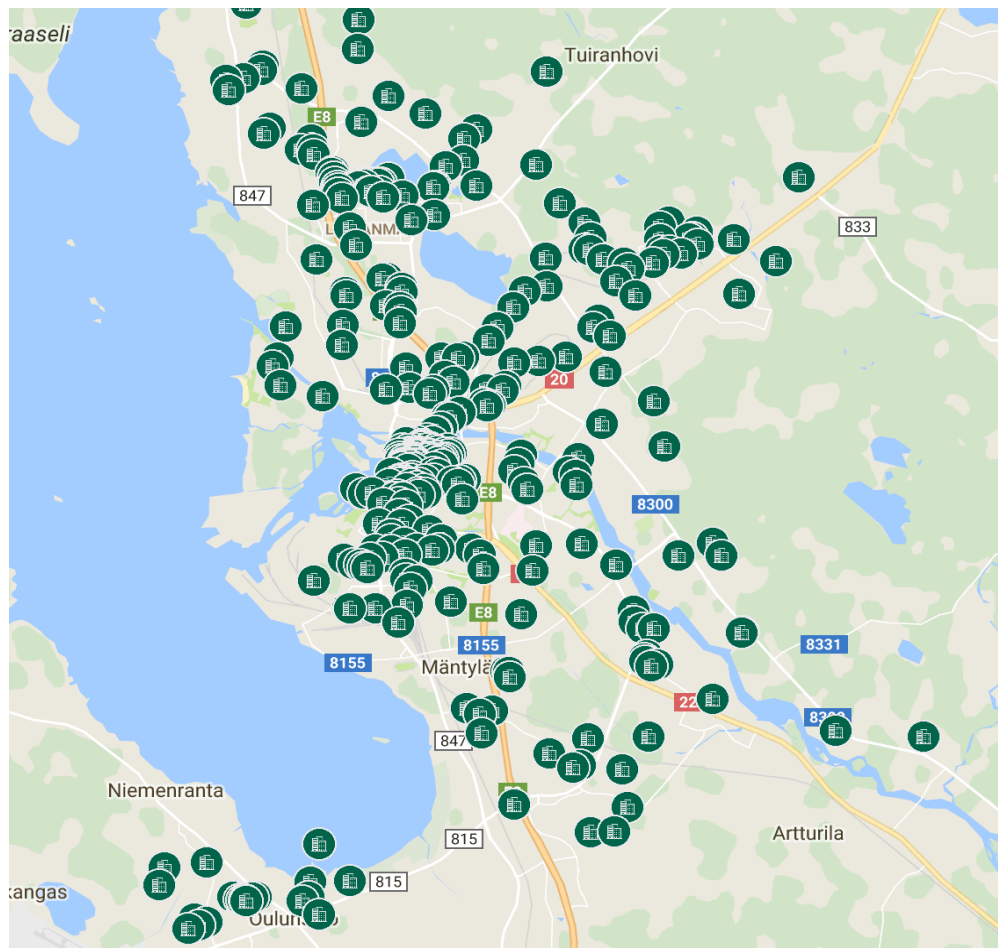 raaseli
Tuiranhovi
E8
847
833
20
E8
8300
E8
8155
8331
8155
Mäntylä
22
847
Niemenranta
815
Artturila
815
kangas